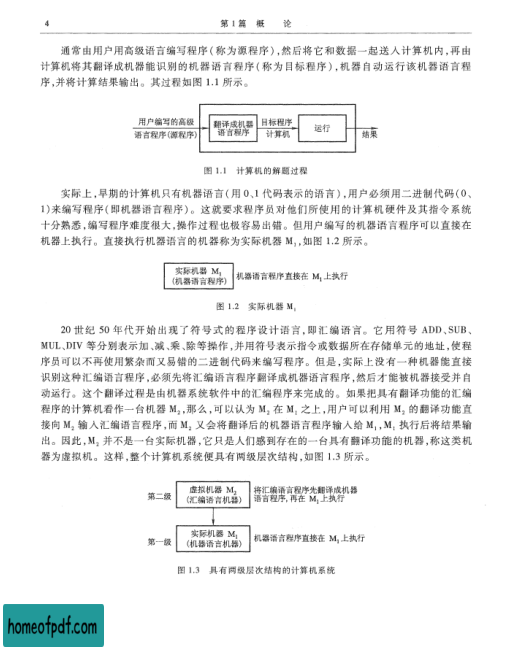 4
第1篇 概 论
通常由用户用高级语言编写程序(称为源程序),然后将它和数据一起送入计算机内,再由
计算机将其翻译成机器能识别的机器语言程序(称为目标程序),机器自动运行该机器语言程
序,并将计算结果输出。其过程如图 1.1 所示。
用户编写的高级
语言程序(源程序)
翻译成机器
语言程序
目标程序
计算机
运行
结果
图 1.1 计算机的解题过程
实际上,早期的计算机只有机器语言(用 0、1 代码表示的语言),用户必须用二进制代码(0、
1)来编写程序(即机器语言程序)。这就要求程序员对他们所使用的计算机硬件及其指令系统
十分熟悉,编写程序难度很大,操作过程也极容易出错。但用户编写的机器语言程序可以直接在
机器上执行。直接执行机器语言的机器称为实际机器 M₁,如图 1.2 所示。
实际机器 M₁
(机器语言程序)
机器语言程序直接在 M₁上执行
图 1.2 实际机器 M₁
20 世纪 50 年代开始出现了符号式的程序设计语言,即汇编语言。它用符号 ADD、SUB、
MUL、DIV 等分别表示加、减、乘、除等操作,并用符号表示指令或数据所在存储单元的地址,使程
序员可以不再使用繁杂而又易错的二进制代码来编写程序。但是,实际上没有一种机器能直接
识别这种汇编语言程序,必须先将汇编语言程序翻译成机器语言程序,然后才能被机器接受并自
动运行。这个翻译过程是由机器系统软件中的汇编程序来完成的。如果把具有翻译功能的汇编
程序的计算机看作一台机器 M₂,那么,可以认为 M₂ 在 M₁ 之上,用户可以利用 M₂ 的翻译功能直
接向 M₂ 输入汇编语言程序,而 M₂ 又会将翻译后的机器语言程序输入给 M₁,M₁ 执行后将结果输
出。因此,M₂ 并不是一台实际机器,它只是人们感到存在的一台具有翻译功能的机器,称这类机
器为虚拟机。这样,整个计算机系统便具有两级层次结构,如图 1.3 所示。
第二级
虚拟机器 M₂
(汇编语言机器)
将汇编语言程序先翻译成机器
语言程序,再在 M₁上执行
第一级
实际机器 M₁
(机器语言机器)
机器语言程序直接在 M₁上执行
图 1.3 具有两级层次结构的计算机系统
homeofpdf.com